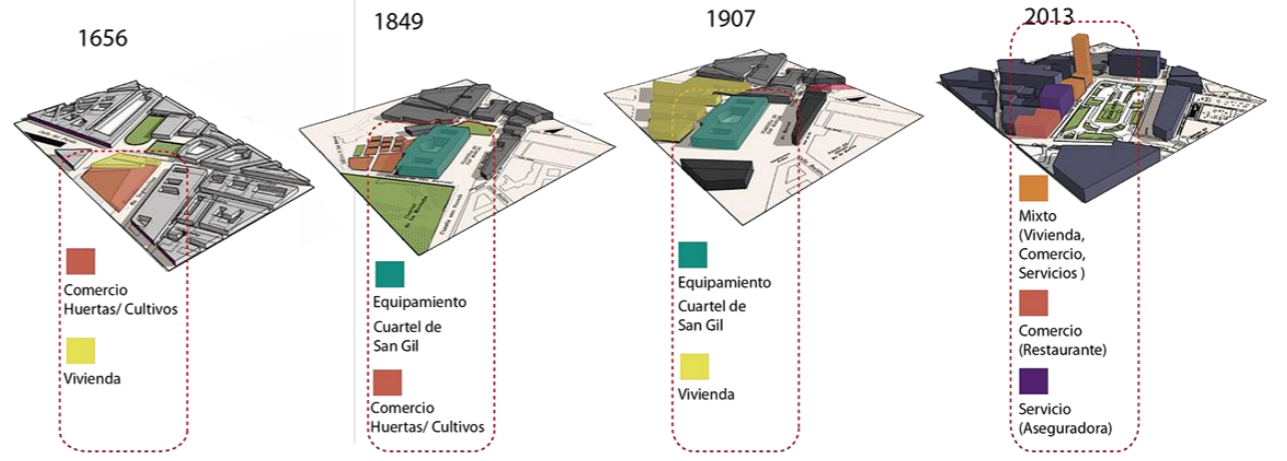 1656
1849
1907
2013
Comercio
Huertas/ Cultivos
Vivienda
Equipamiento
Cuartel de
San Gil
Comercio
Huertas/ Cultivos
Equipamiento
Cuartel de
San Gil
Vivienda
Mixto
(Vivienda,
Comercio,
Servicios )
Comercio
(Restaurante)
Servicio
(Aseguradora)